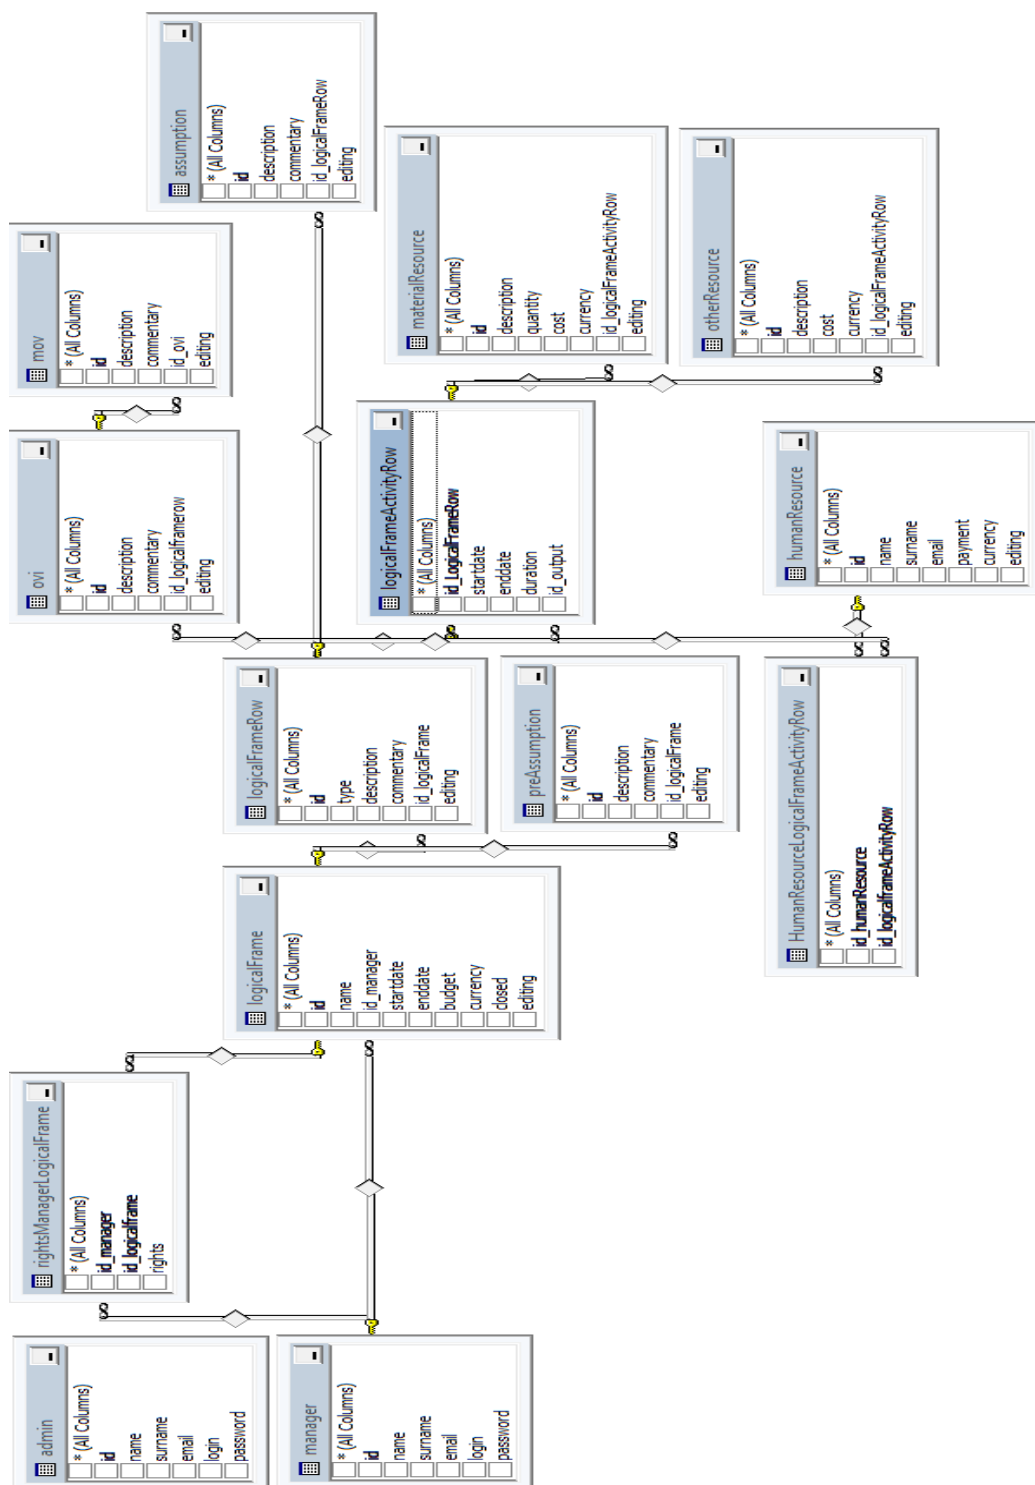 admin
* (All Columns)
id
name
surname
email
login
password
manager
* (All Columns)
id
name
surname
email
login
password
rightsManagerLogicalFrame
* (All Columns)
id_manager
id_logicalframe
rights
logicalFrame
* (All Columns)
id
name
id_manager
startdate
enddate
budget
currency
closed
editing
logicalFrameRow
* (All Columns)
id
type
description
commentary
id_logicalFrame
editing
preAssumption
* (All Columns)
id
description
commentary
id_logicalFrame
editing
HumanResourceLogicalFrameActivityRow
* (All Columns)
id_humanResource
id_logicalframeActivityRow
ovi
* (All Columns)
id
description
commentary
id_logicalframerow
editing
logicalFrameActivityRow
* (All Columns)
id_LogicalFrameRow
startdate
enddate
duration
id_output
humanResource
* (All Columns)
id
name
surname
email
payment
currency
editing
mov
* (All Columns)
id
description
commentary
id_ovi
editing
assumption
* (All Columns)
id
description
commentary
id_logicalFrameRow
editing
materialResource
* (All Columns)
id
description
quantity
cost
currency
id_logicalFrameActivityRow
editing
otherResource
* (All Columns)
id
description
cost
currency
id_logicalFrameActivityRow
editing